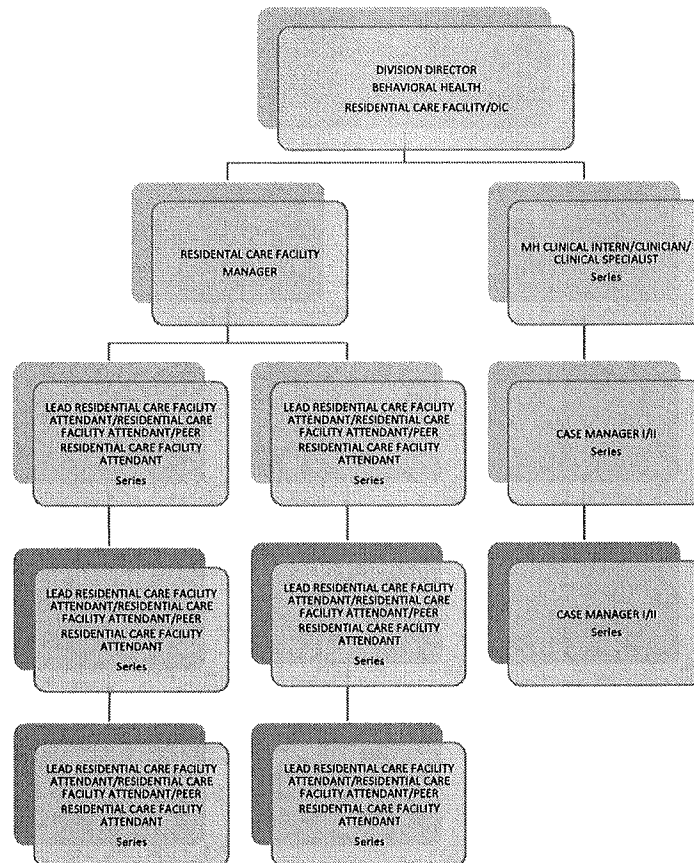 DIVISION DIRECTOR
BEHAVIORAL HEALTH
RESIDENTIAL CARE FACILITY/DIC
RESIDENTAL CARE FACILITY
MANAGER
MH CLINICAL INTERN/CLINICIAN/
CLINICAL SPECIALIST
Series
LEAD RESIDENTIAL CARE FACILITY
ATTENDANT/RESIDENTIAL CARE
FACILITY ATTENDANT/PEER
RESIDENTIAL CARE FACILITY
ATTENDANT
Series
LEAD RESIDENTIAL CARE FACILITY
ATTENDANT/RESIDENTIAL CARE
FACILITY ATTENDANT/PEER
RESIDENTIAL CARE FACILITY
ATTENDANT
Series
CASE MANAGER I/II
Series
LEAD RESIDENTIAL CARE FACILITY
ATTENDANT/RESIDENTIAL CARE
FACILITY ATTENDANT/PEER
RESIDENTIAL CARE FACILITY
ATTENDANT
Series
LEAD RESIDENTIAL CARE FACILITY
ATTENDANT/RESIDENTIAL CARE
FACILITY ATTENDANT/PEER
RESIDENTIAL CARE FACILITY
ATTENDANT
Series
CASE MANAGER I/II
Series
LEAD RESIDENTIAL CARE FACILITY
ATTENDANT/RESIDENTIAL CARE
FACILITY ATTENDANT/PEER
RESIDENTIAL CARE FACILITY
ATTENDANT
Series
LEAD RESIDENTIAL CARE FACILITY
ATTENDANT/RESIDENTIAL CARE
FACILITY ATTENDANT/PEER
RESIDENTIAL CARE FACILITY
ATTENDANT
Series